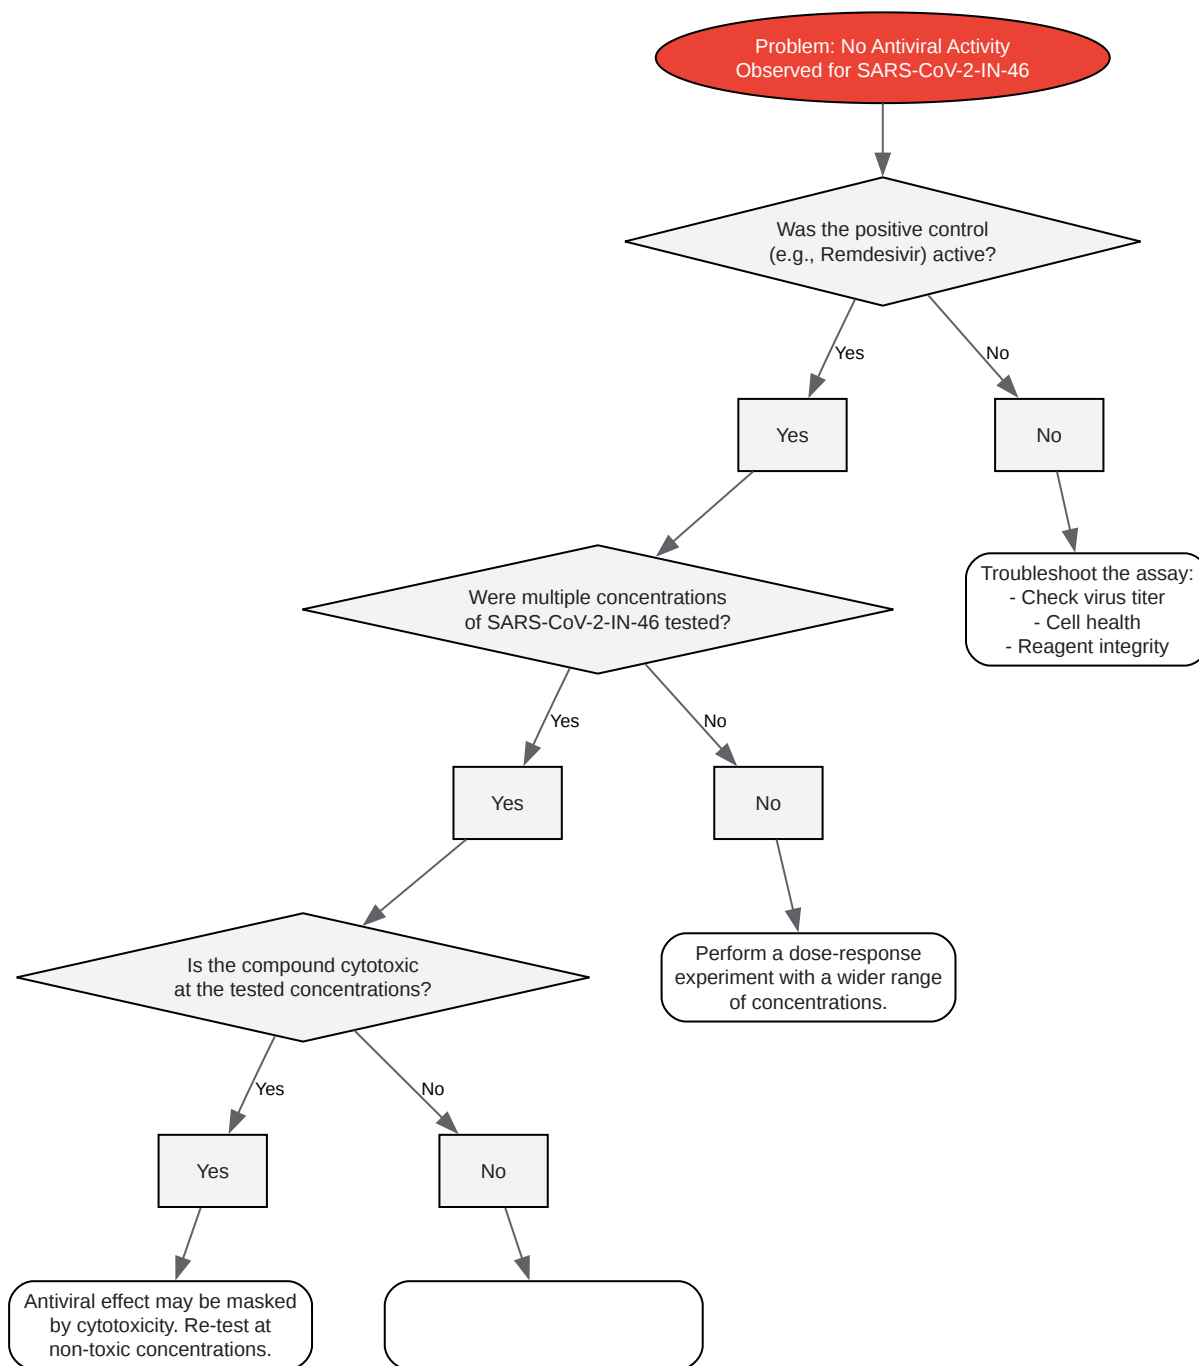 Problem: No Antiviral Activity
Observed for SARS-CoV-2-IN-46
Was the positive control
(e.g., Remdesivir) active?
Yes
No
Yes
No
Troubleshoot the assay:
- Check virus titer
- Cell health
- Reagent integrity
Were multiple concentrations
of SARS-CoV-2-IN-46 tested?
Yes
No
Yes
No
Perform a dose-response
experiment with a wider range
of concentrations.
Is the compound cytotoxic
at the tested concentrations?
Yes
No
Yes
No
Antiviral effect may be masked
by cytotoxicity. Re-test at
non-toxic concentrations.